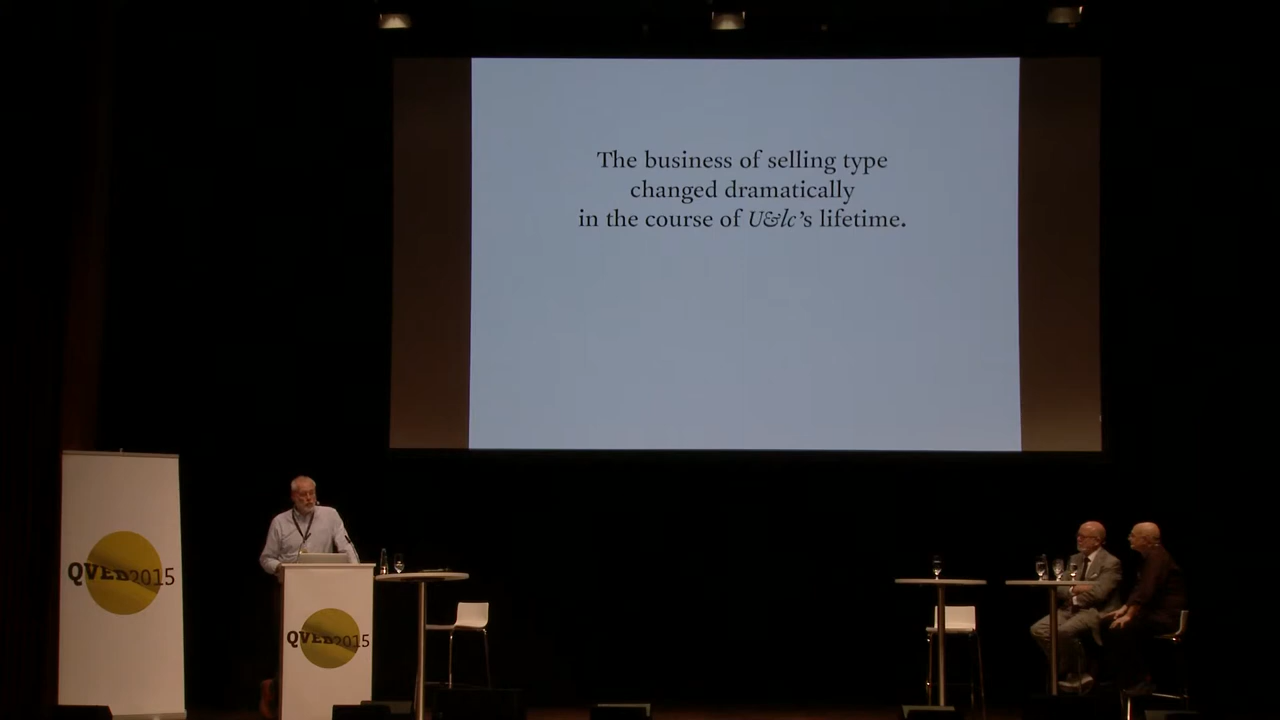 The business of selling type
changed dramatically
in the course of U&lc's lifetime.
QVED2015
QVED2015